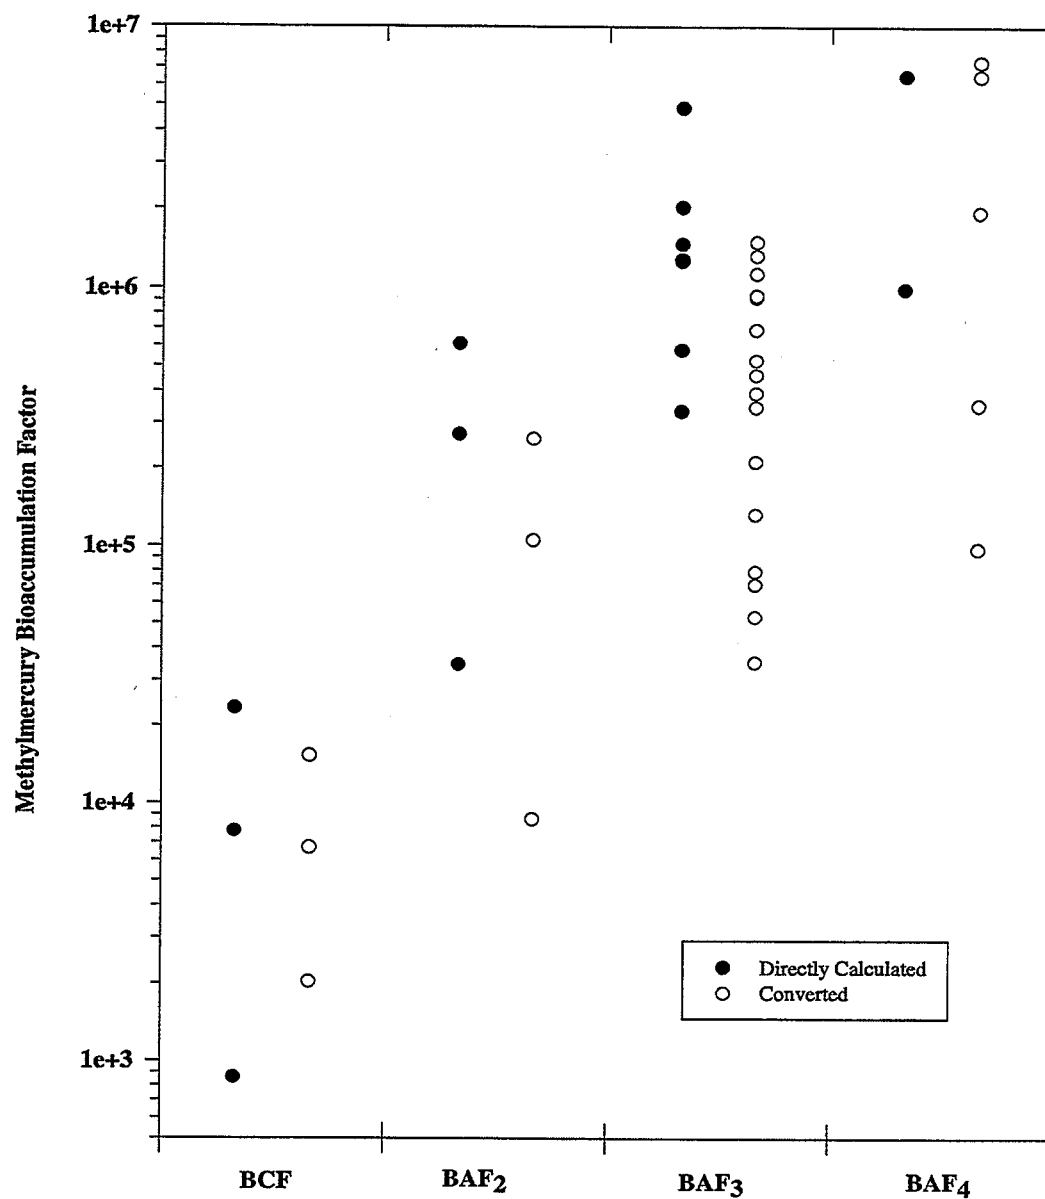 1e+7
1e+6
1e+5
1e+4
1e+3
Methylmercury Bioaccumulation Factor
Directly Calculated
Converted
BCF
BAF2
BAF3
BAF4